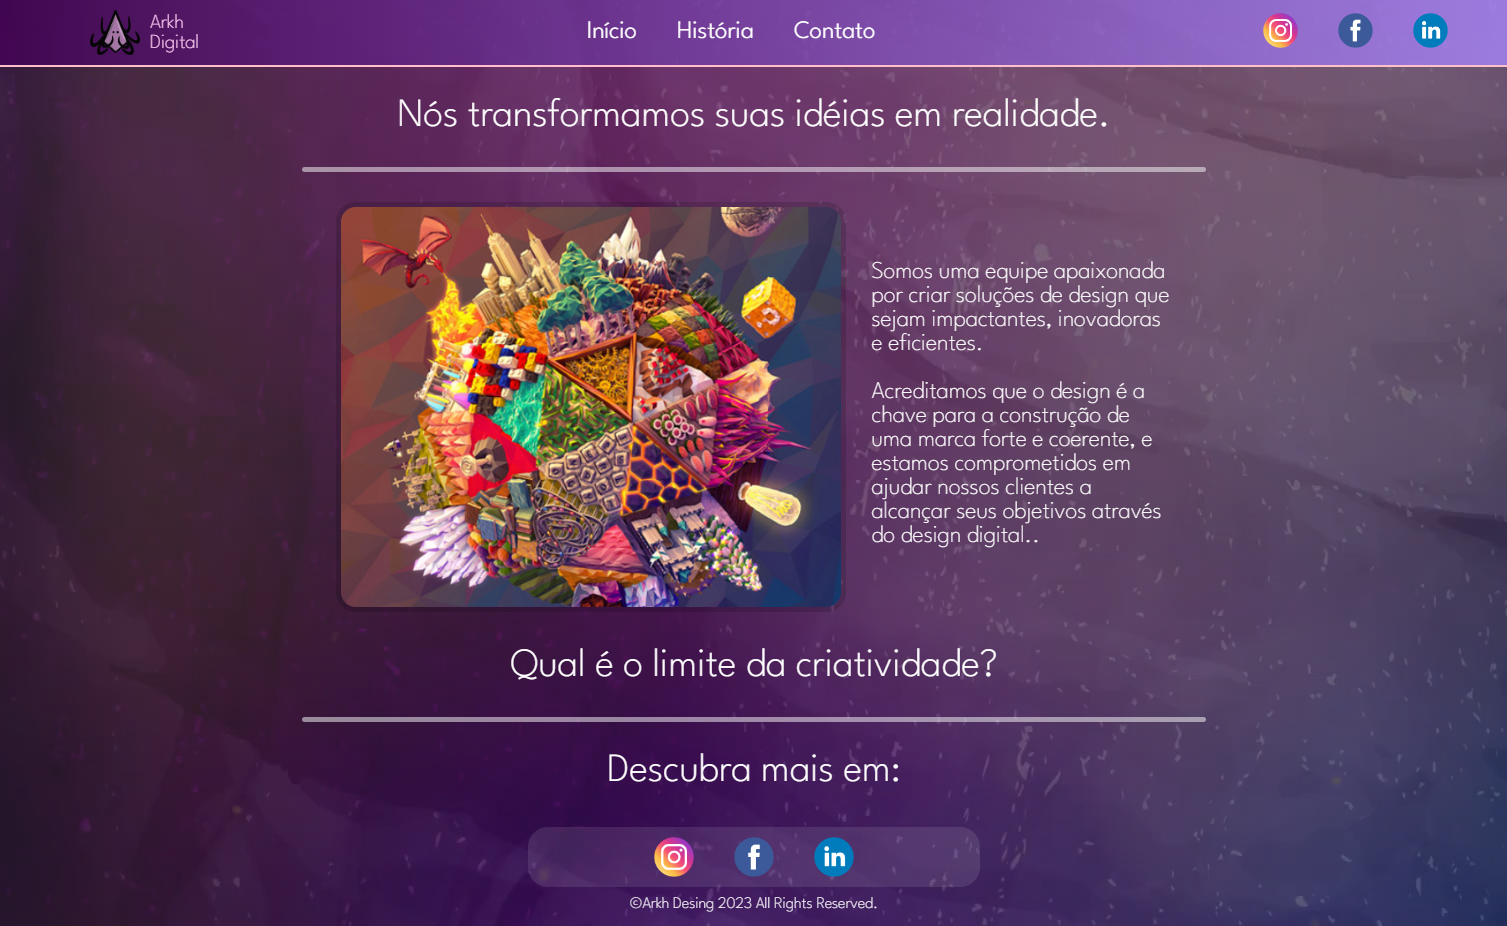 Arkh
Digital
Início História Contato
Nós transformamos suas idéias em realidade.
Somos uma equipe apaixonada
por criar soluções de design que
sejam impactantes, inovadoras
e eficientes.
Acreditamos que o design é a
chave para a construção de
uma marca forte e coerente, e
estamos comprometidos em
ajudar nossos clientes a
alcançar seus objetivos através
do design digital..
Qual é o limite da criatividade?
Descubra mais em:
©Arkh Desing 2023 All Rights Reserved.